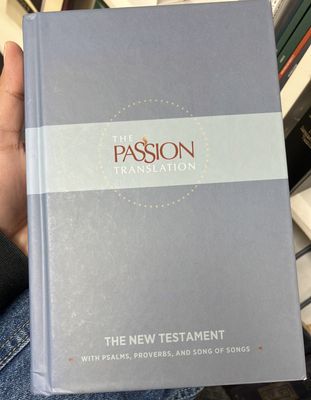 THE
PASSION
TRANSLATION
THE NEW TESTAMENT
WITH PSALMS, PROVERBS, AND SONG OF SONGS